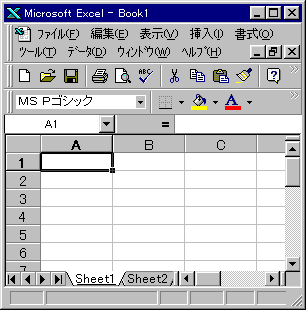 Microsoft Excel - Book1
ファイル(F) 編集(E) 表示(V) 挿入(I) 書式(O)
ツール(T) データ(D) ウィンドウ(W) ヘルプ(H)
ABC
?
MS Pゴシック A
A1 =
A B C
1
2
3
4
5
6
7
Sheet1 Sheet2